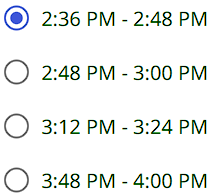 2:36 PM - 2:48 PM
2:48 PM - 3:00 PM
3:12 PM - 3:24 PM
3:48 PM - 4:00 PM